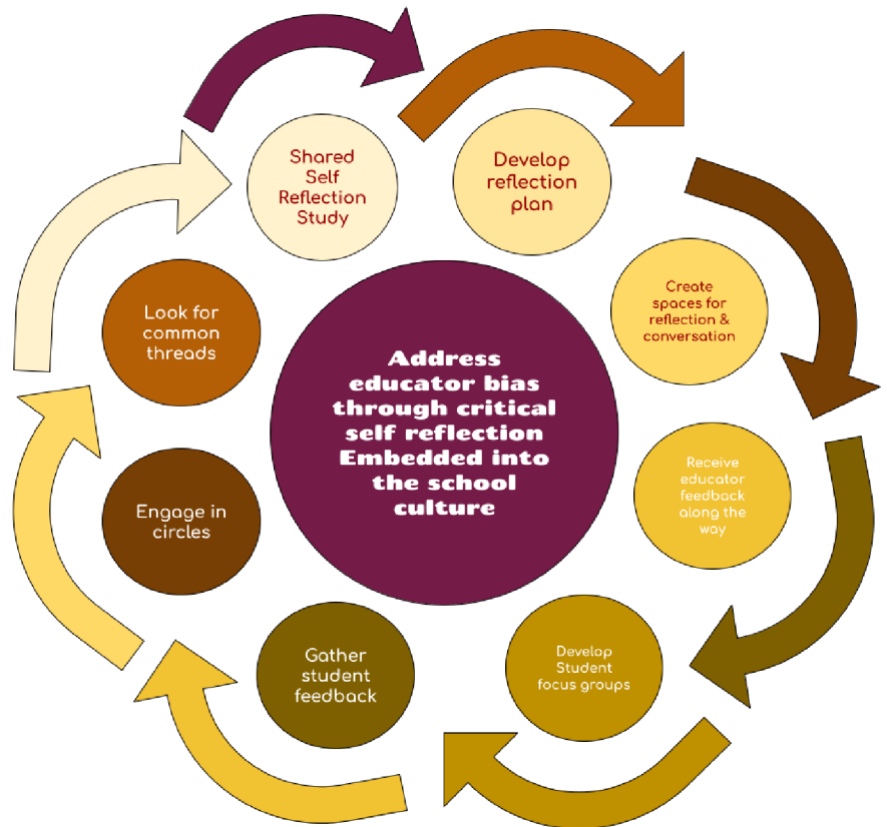 Shared
Self
Reflection
Study
Develop
reflection
plan
Create
spaces for
reflection &
conversation
Receive
educator
feedback
along the
way
Develop
Student
focus groups
Gather
student
feedback
Engage in
circles
Look for
common
threads
Address
educator bias
through critical
self reflection
Embedded into
the school
culture